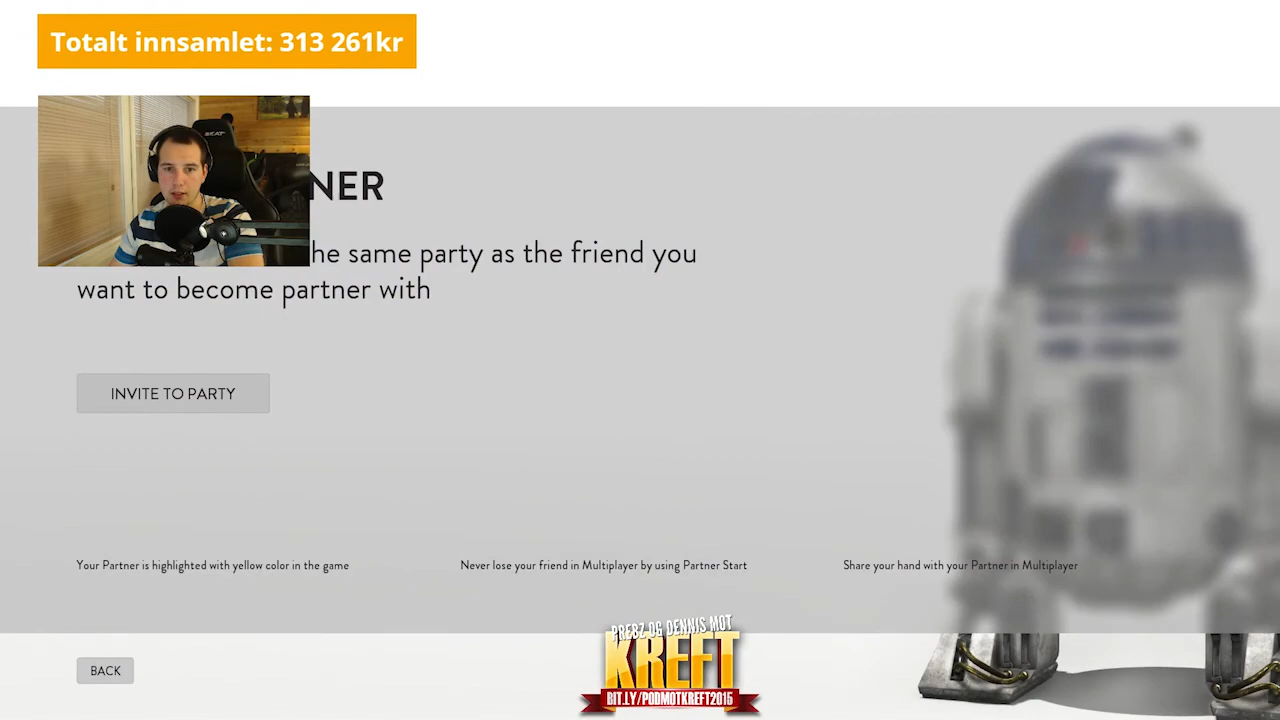 Totalt innsamlet: 313 261kr
NER
he same party as the friend you
want to become partner with
INVITE TO PARTY
Your Partner is highlighted with yellow color in the game
Never lose your friend in Multiplayer by using Partner Start
Share your hand with your Partner in Multiplayer
PREBZ OG DENNIS MOT
KREFT
BIT.LY/PODMOTKREFT2015
BACK